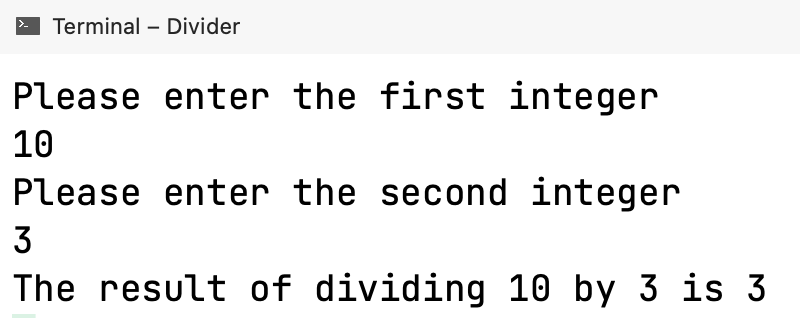 Terminal – Divider
Please enter the first integer
10
Please enter the second integer
3
The result of dividing 10 by 3 is 3